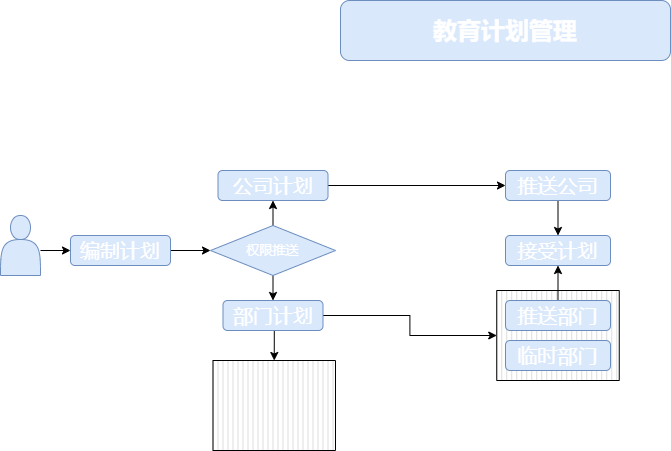 教育计划管理
公司计划
推送公司
编制计划
权限推送
接受计划
部门计划
推送部门
临时部门